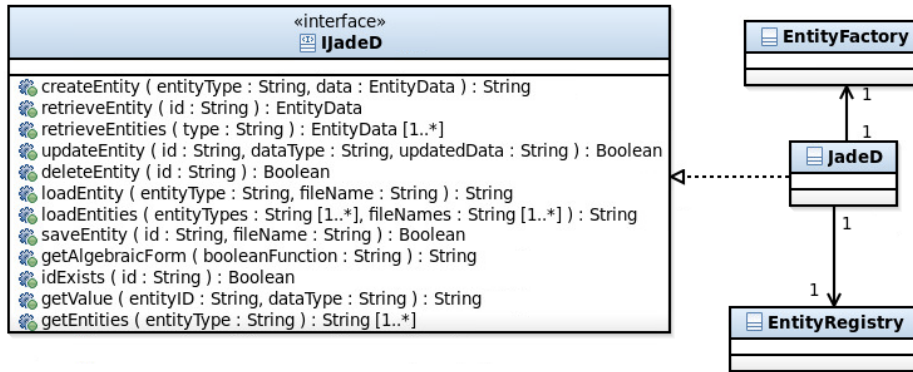 «interface»
IJadeD
createEntity ( entityType : String, data : EntityData ) : String
retrieveEntity ( id : String ) : EntityData
retrieveEntities ( type : String ) : EntityData [1..*]
updateEntity ( id : String, dataType : String, updatedData : String ) : Boolean
deleteEntity ( id : String ) : Boolean
loadEntity ( entityType : String, fileName : String ) : String
loadEntities ( entityTypes : String [1..*], fileNames : String [1..*] ) : String
saveEntity ( id : String, fileName : String ) : Boolean
getAlgebraicForm ( booleanFunction : String ) : String
idExists ( id : String ) : Boolean
getValue ( entityID : String, dataType : String ) : String
getEntities ( entityType : String ) : String [1..*]
EntityFactory
1
1
JadeD
1
1
EntityRegistry